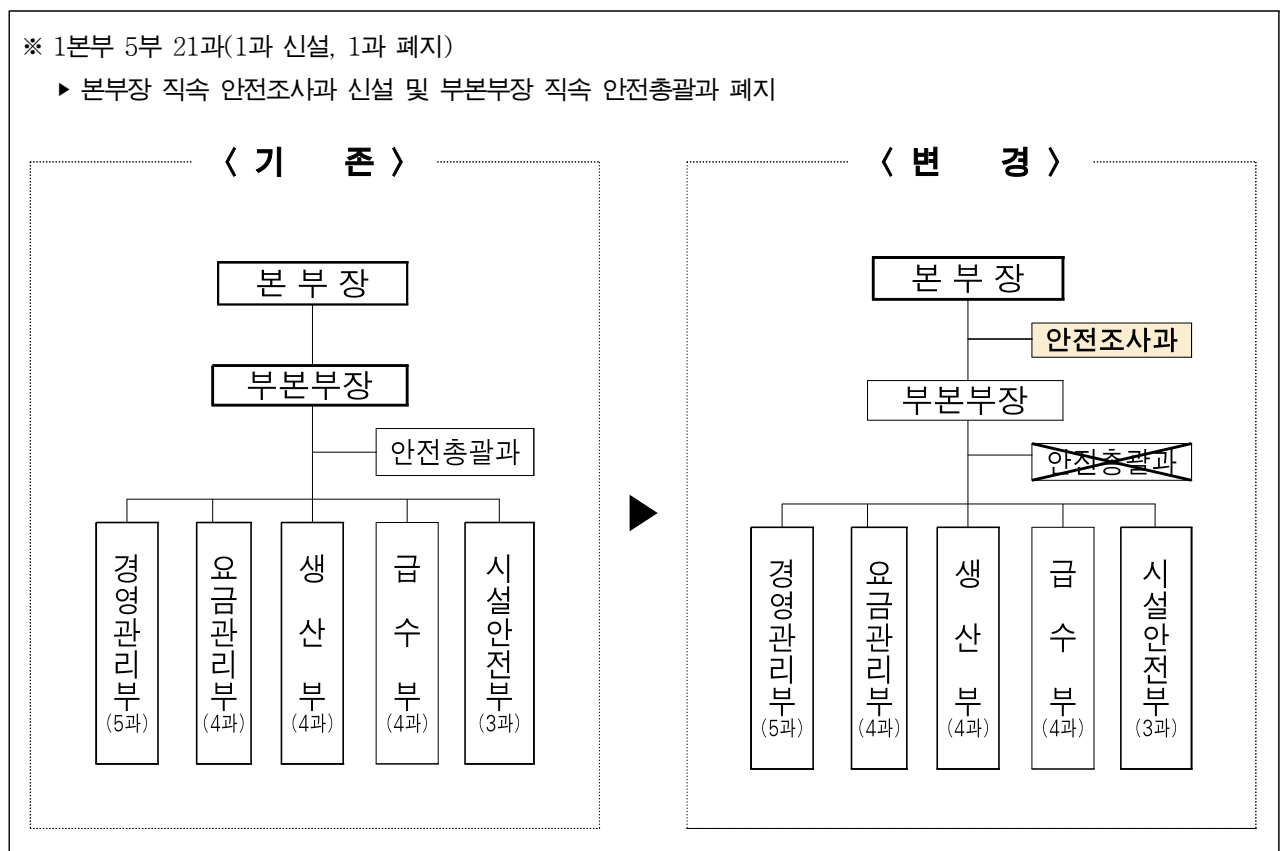 ※ 1본부 5부 21과(1과 신설, 1과 폐지)
▶ 본부장 직속 안전조사과 신설 및 부본부장 직속 안전총괄과 폐지
〈 기 존 〉
본 부 장
부본부장
안전총괄과
경영관리부
(5과)
요금관리부
(4과)
생 산 부
(4과)
급 수 부
(4과)
시설안전부
(3과)
▶
〈 변 경 〉
본 부 장
안전조사과
부본부장
안전총괄과
경영관리부
(5과)
요금관리부
(4과)
생 산 부
(4과)
급 수 부
(4과)
시설안전부
(3과)